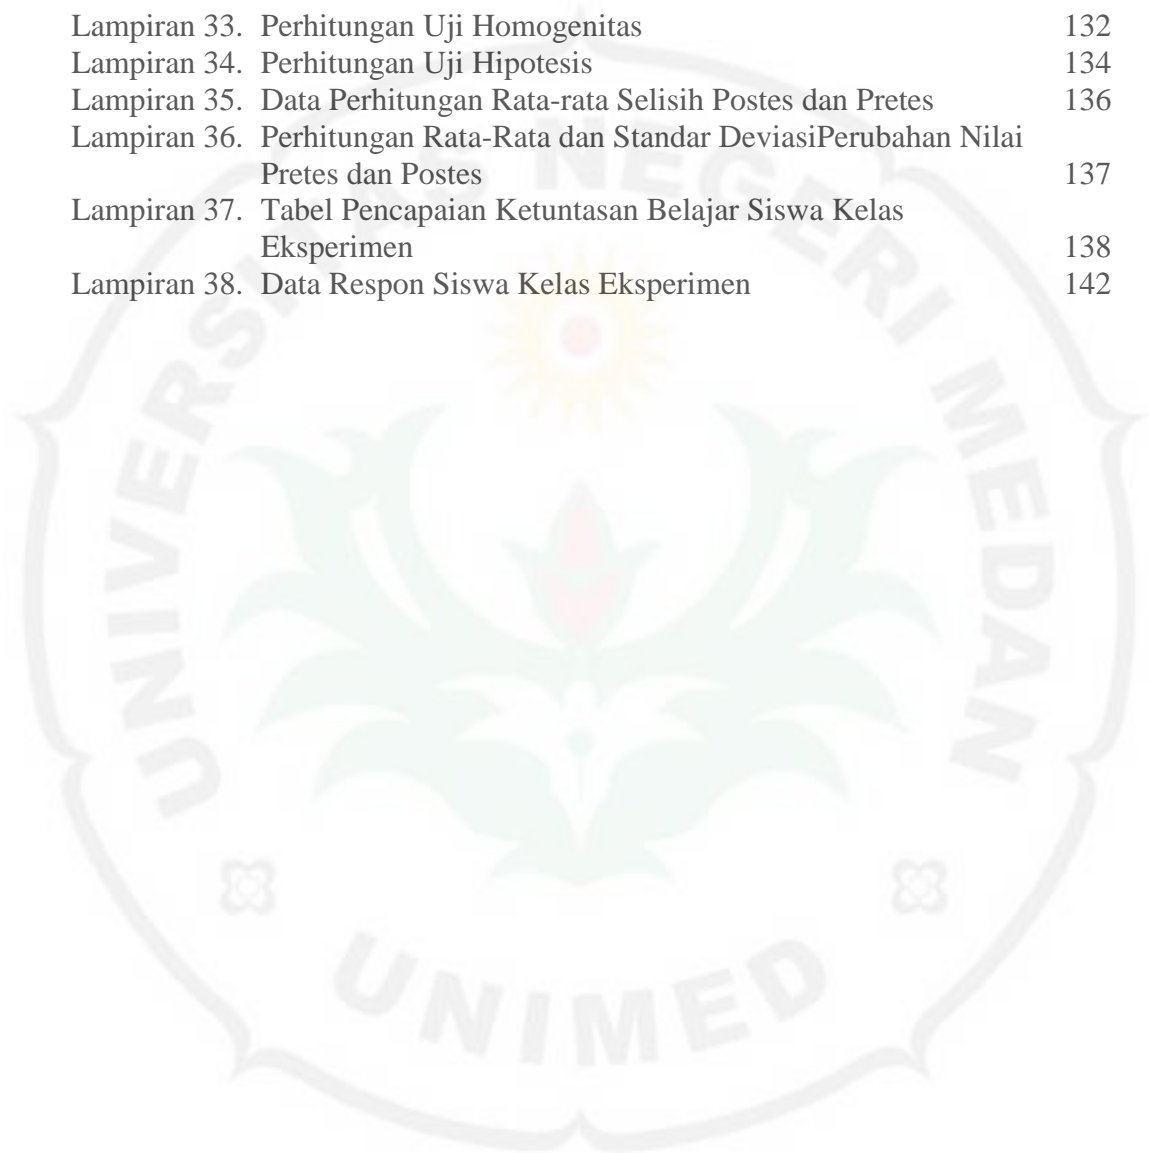 Lampiran 33. Perhitungan Uji Homogenitas 132
Lampiran 34. Perhitungan Uji Hipotesis 134
Lampiran 35. Data Perhitungan Rata-rata Selisih Postes dan Pretes 136
Lampiran 36. Perhitungan Rata-Rata dan Standar DeviasiPerubahan Nilai
Pretes dan Postes 137
Lampiran 37. Tabel Pencapaian Ketuntasan Belajar Siswa Kelas
Eksperimen 138
Lampiran 38. Data Respon Siswa Kelas Eksperimen 142
UNIVERSITAS NEGERI MEDAN
UNIMED